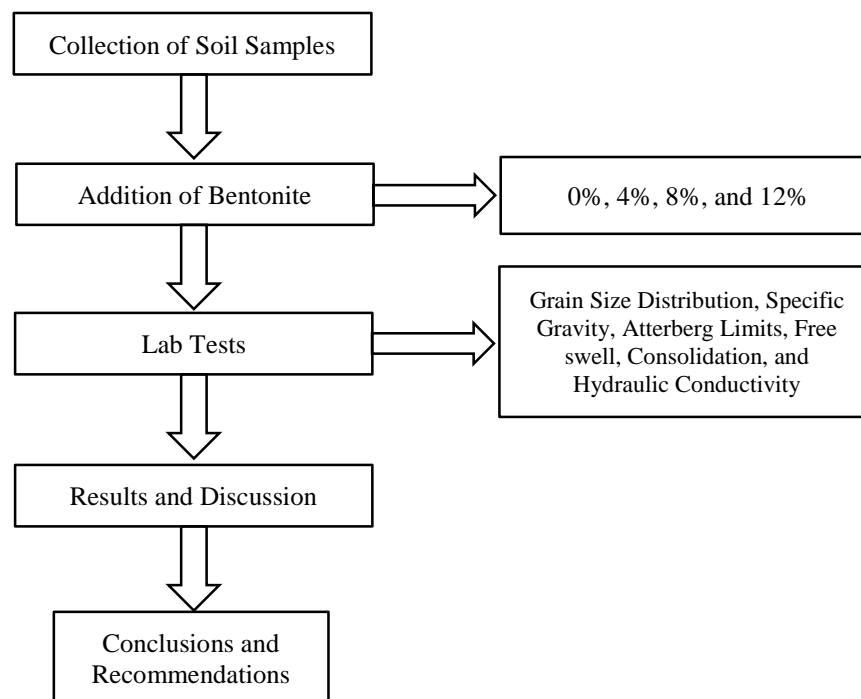 Collection of Soil Samples
Addition of Bentonite
0%, 4%, 8%, and 12%
Lab Tests
Grain Size Distribution, Specific
Gravity, Atterberg Limits, Free
swell, Consolidation, and
Hydraulic Conductivity
Results and Discussion
Conclusions and
Recommendations